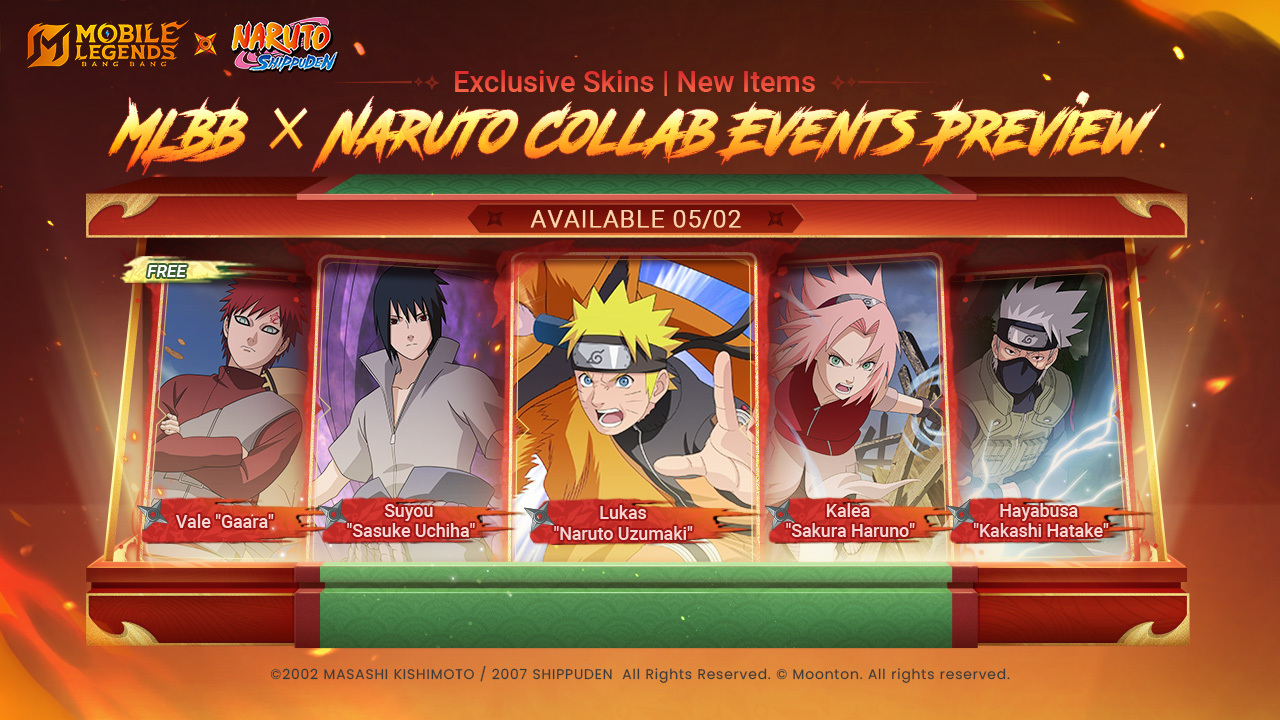 MOBILE
LEGENDS
BANG BANG
NARUTO
SHIPPUDEN
Exclusive Skins | New Items
MLBB × NARUTO COLLAB EVENTS PREVIEW
AVAILABLE 05/02
FREE
Vale "Gaara"
Suyou
"Sasuke Uchiha"
Lukas
"Naruto Uzumaki"
Kalea
"Sakura Haruno"
Hayabusa
"Kakashi Hatake"
©2002 MASASHI KISHIMOTO / 2007 SHIPPUDEN All Rights Reserved. © Moonton. All rights reserved.